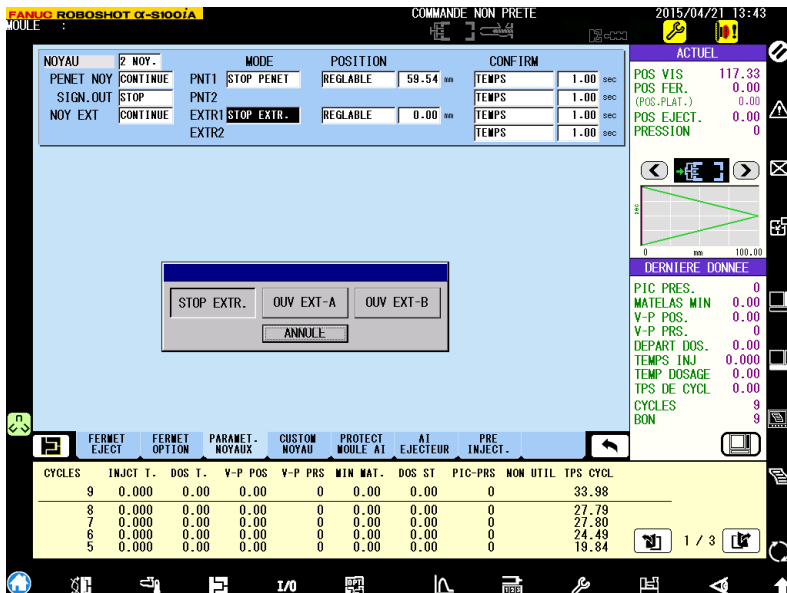 FANUC ROBOSHOT α-S100iA COMMANDE NON PRETE 2015/04/21 13:43
MOULE :
NOYAU 2 NOY. MODE POSITION CONFIRM
PENET NOY CONTINUE PNT1 STOP PENET REGLABLE 59.54 mm TEMPS 1.00 sec
SIGN.OUT STOP PNT2 TEMPS 1.00 sec
NOY EXT CONTINUE EXTR1 STOP EXTR. REGLABLE 0.00 mm TEMPS 1.00 sec
EXTR2 TEMPS 1.00 sec
ACTUEL
POS VIS 117.33
POS FER. 0.00
(POS.PLAT.) 0.00
POS EJECT. 0.00
PRESSION 0
sec
0 mm 100.00
STOP EXTR. OUV EXT-A OUV EXT-B
ANNULE
DERNIERE DONNEE
PIC PRES. 0
MATELAS MIN 0.00
V-P POS. 0.00
V-P PRS. 0
DEPART DOS. 0.00
TEMPS INJ 0.000
TEMP DOSAGE 0.00
TPS DE CYCL 0.00
CYCLES 9
BON 9
FERMET EJECT FERMET OPTION PARAMET. NOYAUX CUSTOM NOYAU PROTECT MOULE AI AI EJECTEUR PRE INJECT.
CYCLES INJCT T. DOS T. V-P POS V-P PRS MIN MAT. DOS ST PIC-PRS NON UTIL TPS CYCL
9 0.000 0.00 0.00 0 0.00 0.00 0 33.98
8 0.000 0.00 0.00 0 0.00 0.00 0 27.79
7 0.000 0.00 0.00 0 0.00 0.00 0 27.80
6 0.000 0.00 0.00 0 0.00 0.00 0 24.49
5 0.000 0.00 0.00 0 0.00 0.00 0 19.84
1 / 3
I/O OPT